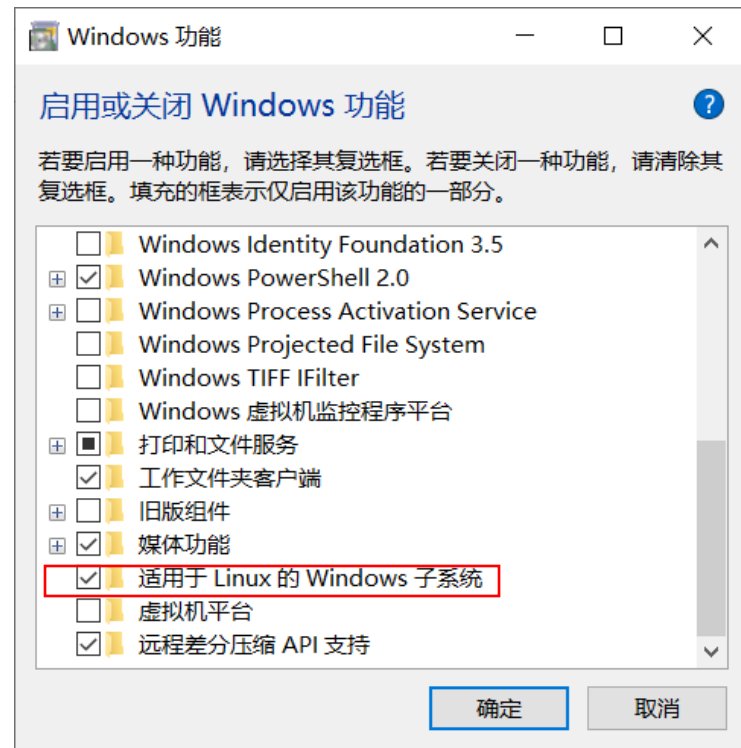 Windows 功能
启用或关闭 Windows 功能
?
若要启用一种功能，请选择其复选框。若要关闭一种功能，请清除其
复选框。填充的框表示仅启用该功能的一部分。
Windows Identity Foundation 3.5
Windows PowerShell 2.0
Windows Process Activation Service
Windows Projected File System
Windows TIFF IFilter
Windows 虚拟机监控程序平台
打印和文件服务
工作文件夹客户端
旧版组件
媒体功能
适用于 Linux 的 Windows 子系统
虚拟机平台
远程差分压缩 API 支持
确定 取消